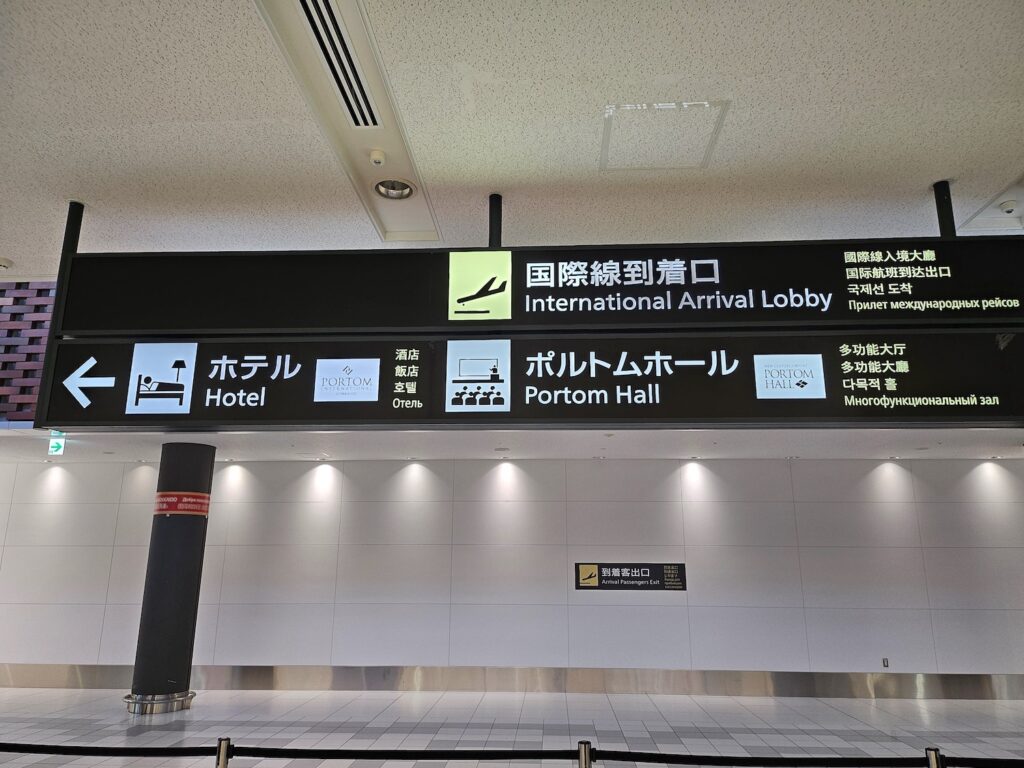 国際線到着口
International Arrival Lobby
國際線入境大廳
国际航班到达出口
국제선 도착
Прилет международных рейсов
ホテル
Hotel
PORTOM
INTERNATIONAL
酒店
飯店
호텔
Отель
ポルトムホール
Portom Hall
PORTOM
HALL
多功能大厅
多功能大廳
다목적 홀
Многофункциональный зал
到着客出口
Arrival Passengers Exit